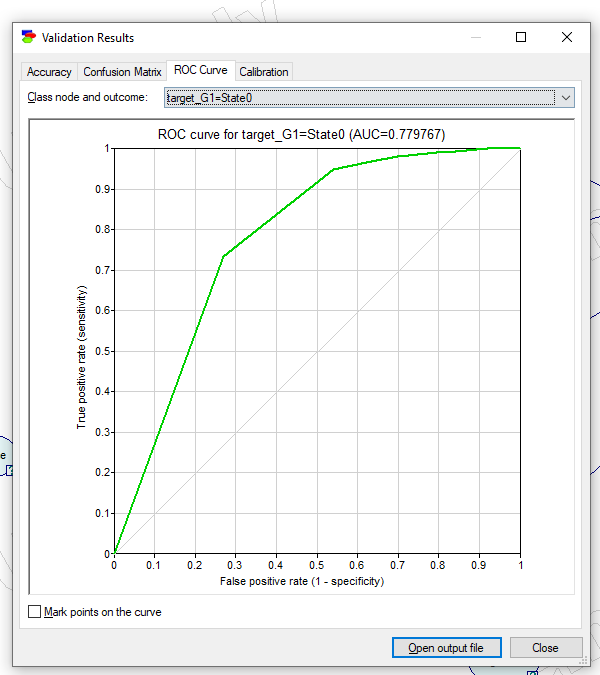 Validation Results
Accuracy Confusion Matrix ROC Curve Calibration
Class node and outcome: target_G1=State0
ROC curve for target_G1=State0 (AUC=0.779767)
1
0.9
0.8
0.7
0.6
0.5
0.4
0.3
0.2
0.1
0
True positive rate (sensitivity)
0 0.1 0.2 0.3 0.4 0.5 0.6 0.7 0.8 0.9 1
False positive rate (1 - specificity)
Mark points on the curve
Open output file Close
e